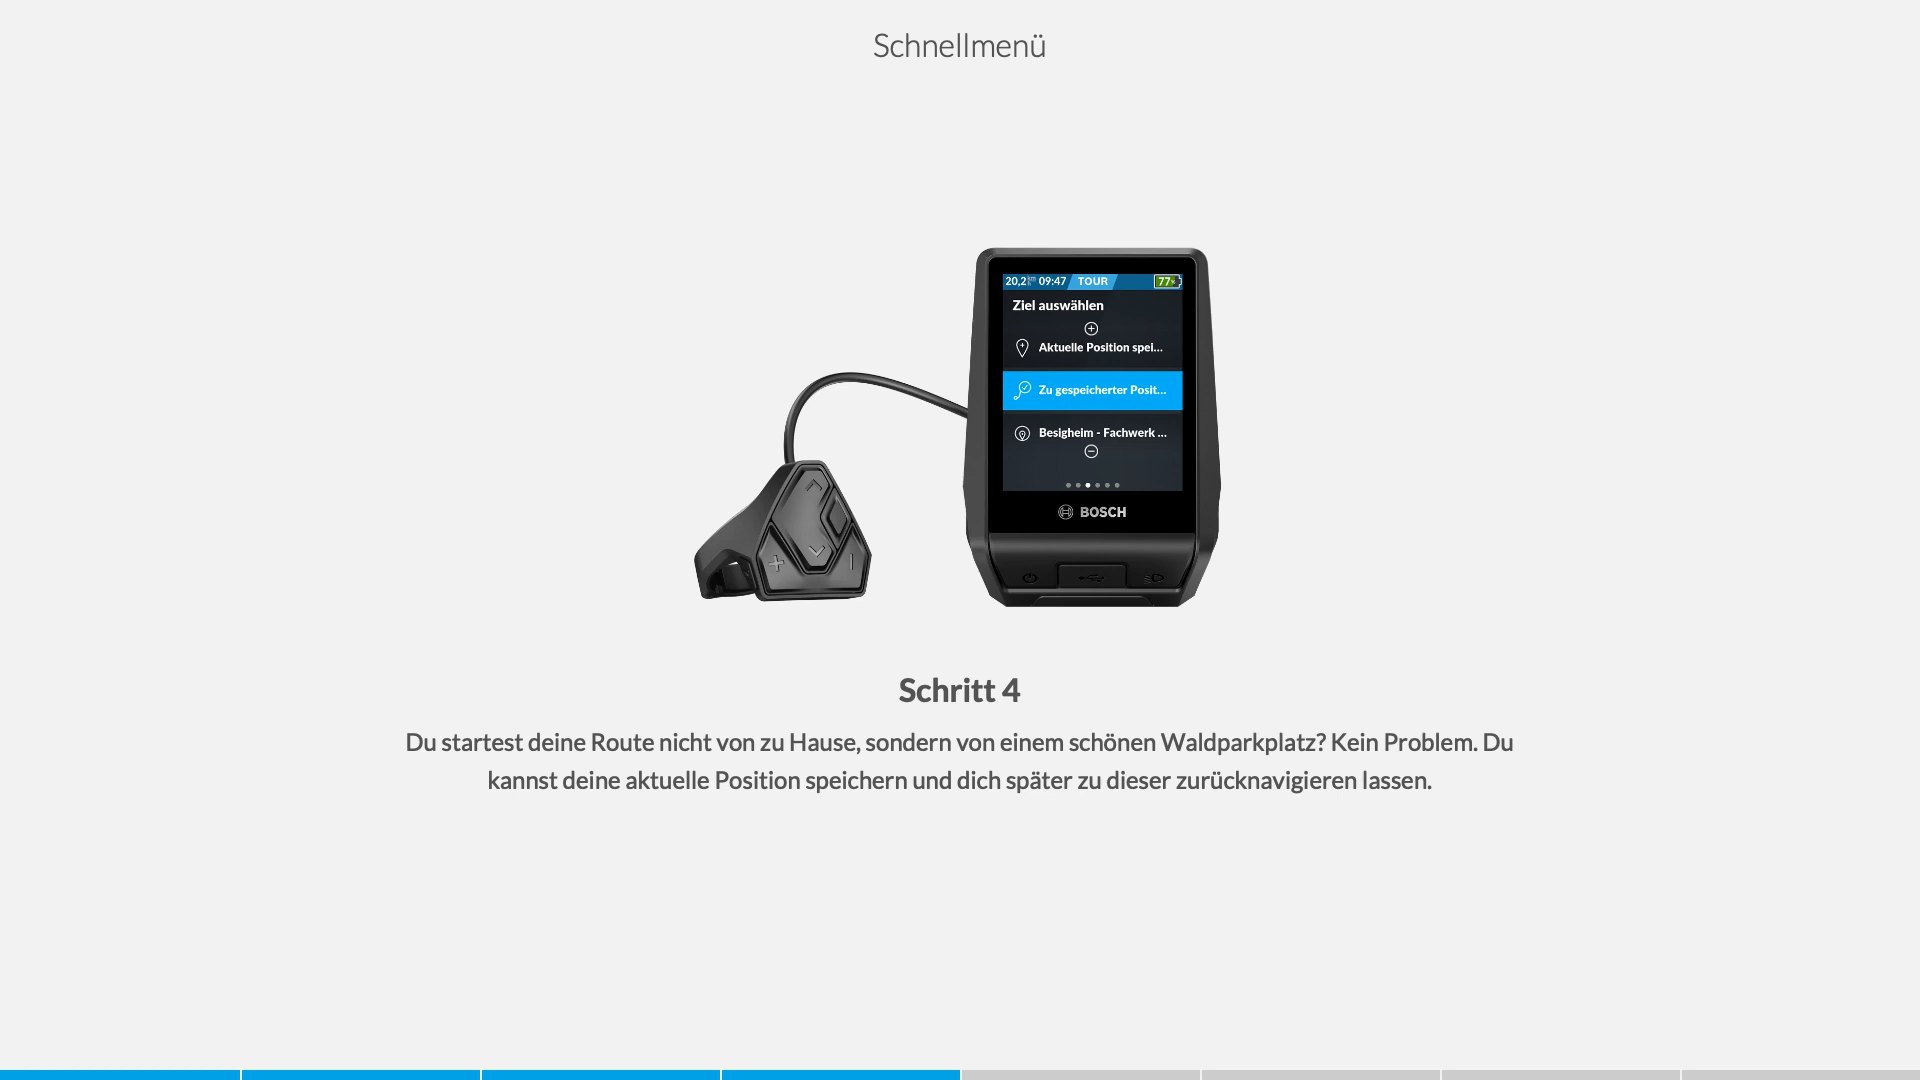 Schnellmenü
20,2 km/h 09:47 TOUR 77%
Ziel auswählen
Aktuelle Position spei...
Zu gespeicherter Posit...
Besigheim - Fachwerk ...
BOSCH
Schritt 4
Du startest deine Route nicht von zu Hause, sondern von einem schönen Waldparkplatz? Kein Problem. Du
kannst deine aktuelle Position speichern und dich später zu dieser zurücknavigieren lassen.